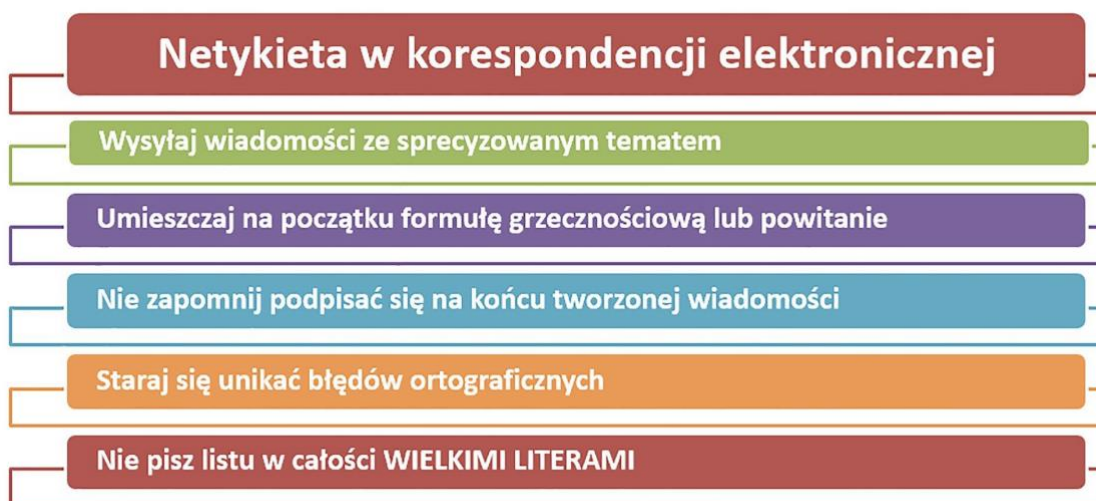 Netykieta w korespondencji elektronicznej
Wysyłaj wiadomości ze sprecyzowanym tematem
Umieszczaj na początku formułę grzecznościową lub powitanie
Nie zapomnij podpisać się na końcu tworzonej wiadomości
Staraj się unikać błędów ortograficznych
Nie pisz listu w całości WIELKIMI LITERAMI